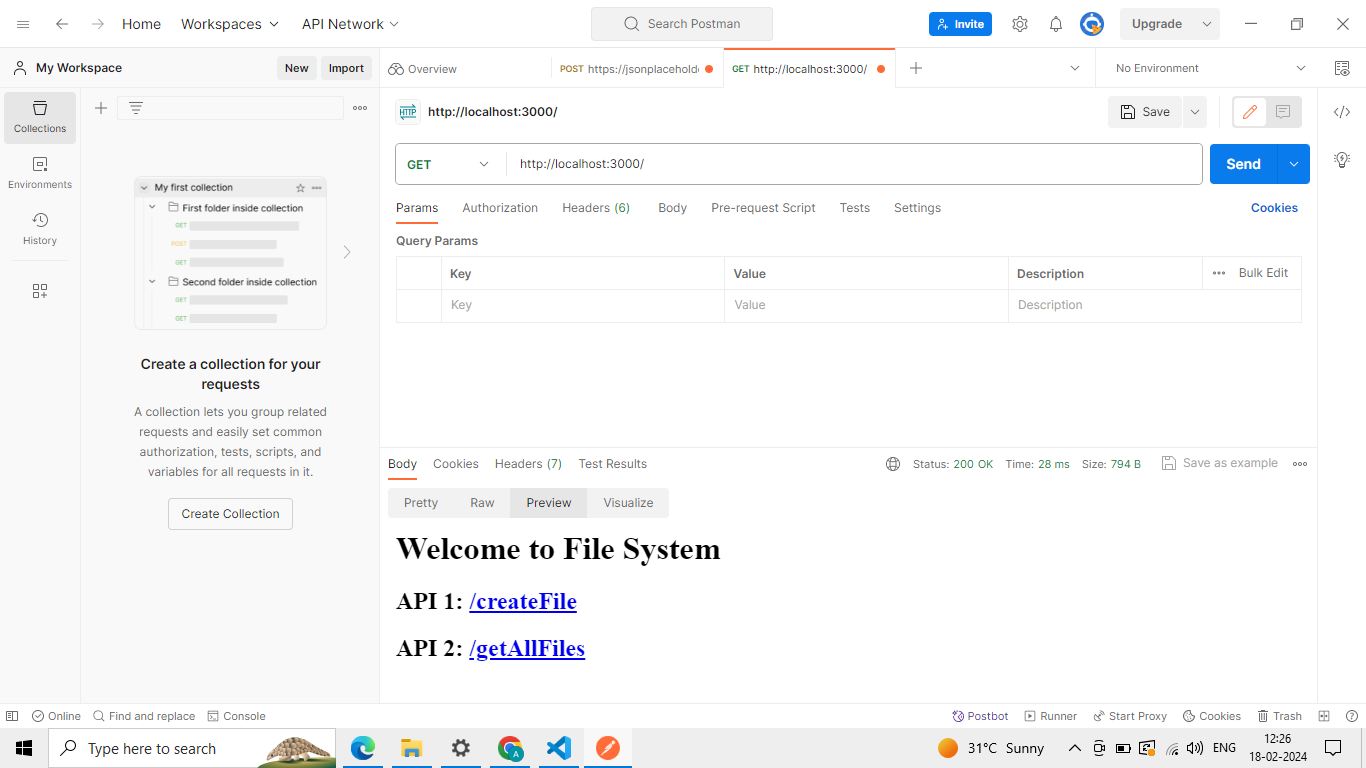 Home Workspaces API Network Search Postman Invite Upgrade
My Workspace New Import Overview POST https://jsonplacehold GET http://localhost:3000/ No Environment
Collections
Environments
History
My first collection
First folder inside collection
GET
POST
GET
Second folder inside collection
GET
GET
Create a collection for your
requests
A collection lets you group related
requests and easily set common
authorization, tests, scripts, and
variables for all requests in it.
Create Collection
HTTP http://localhost:3000/ Save
GET http://localhost:3000/ Send
Params Authorization Headers (6) Body Pre-request Script Tests Settings Cookies
Query Params
Key Value Description Bulk Edit
Key Value Description
Body Cookies Headers (7) Test Results Status: 200 OK Time: 28 ms Size: 794 B Save as example
Pretty Raw Preview Visualize
Welcome to File System
API 1: /createFile
API 2: /getAllFiles
Online Find and replace Console Postbot Runner Start Proxy Cookies Trash
Type here to search 31°C Sunny ENG 12:26
18-02-2024